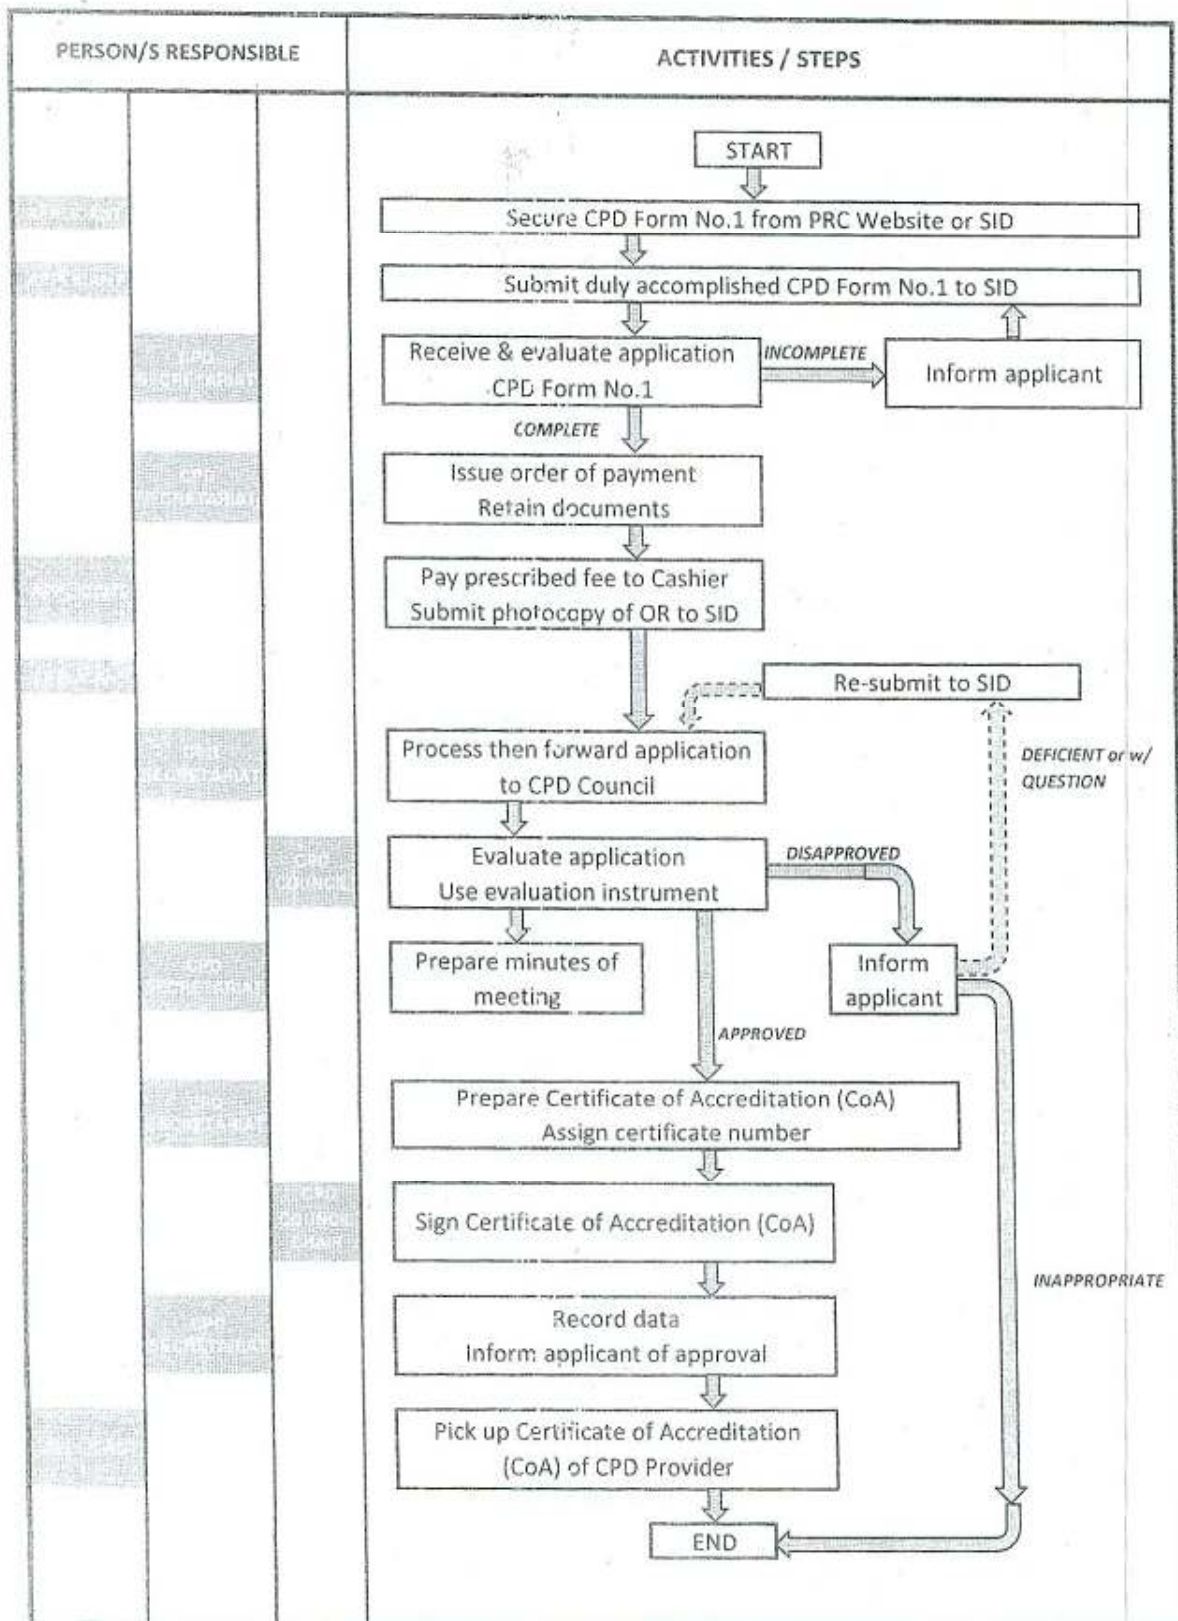 PERSON/S RESPONSIBLE
ACTIVITIES / STEPS
START
Secure CPD Form No.1 from PRC Website or SID
Submit duly accomplished CPD Form No.1 to SID
Receive & evaluate application
CPD Form No.1
INCOMPLETE
Inform applicant
COMPLETE
SECRETARIAT
Issue order of payment
Retain documents
Pay prescribed fee to Cashier
Submit photocopy of OR to SID
Re-submit to SID
SECRETARIAT
Process then forward application
to CPD Council
DEFICIENT or w/
QUESTION
COUNCIL
Evaluate application
Use evaluation instrument
DISAPPROVED
CPD
Prepare minutes of
meeting
Inform
applicant
APPROVED
Prepare Certificate of Accreditation (CoA)
Assign certificate number
CPD
Sign Certificate of Accreditation (CoA)
INAPPROPRIATE
Record data
Inform applicant of approval
Pick up Certificate of Accreditation
(CoA) of CPD Provider
END